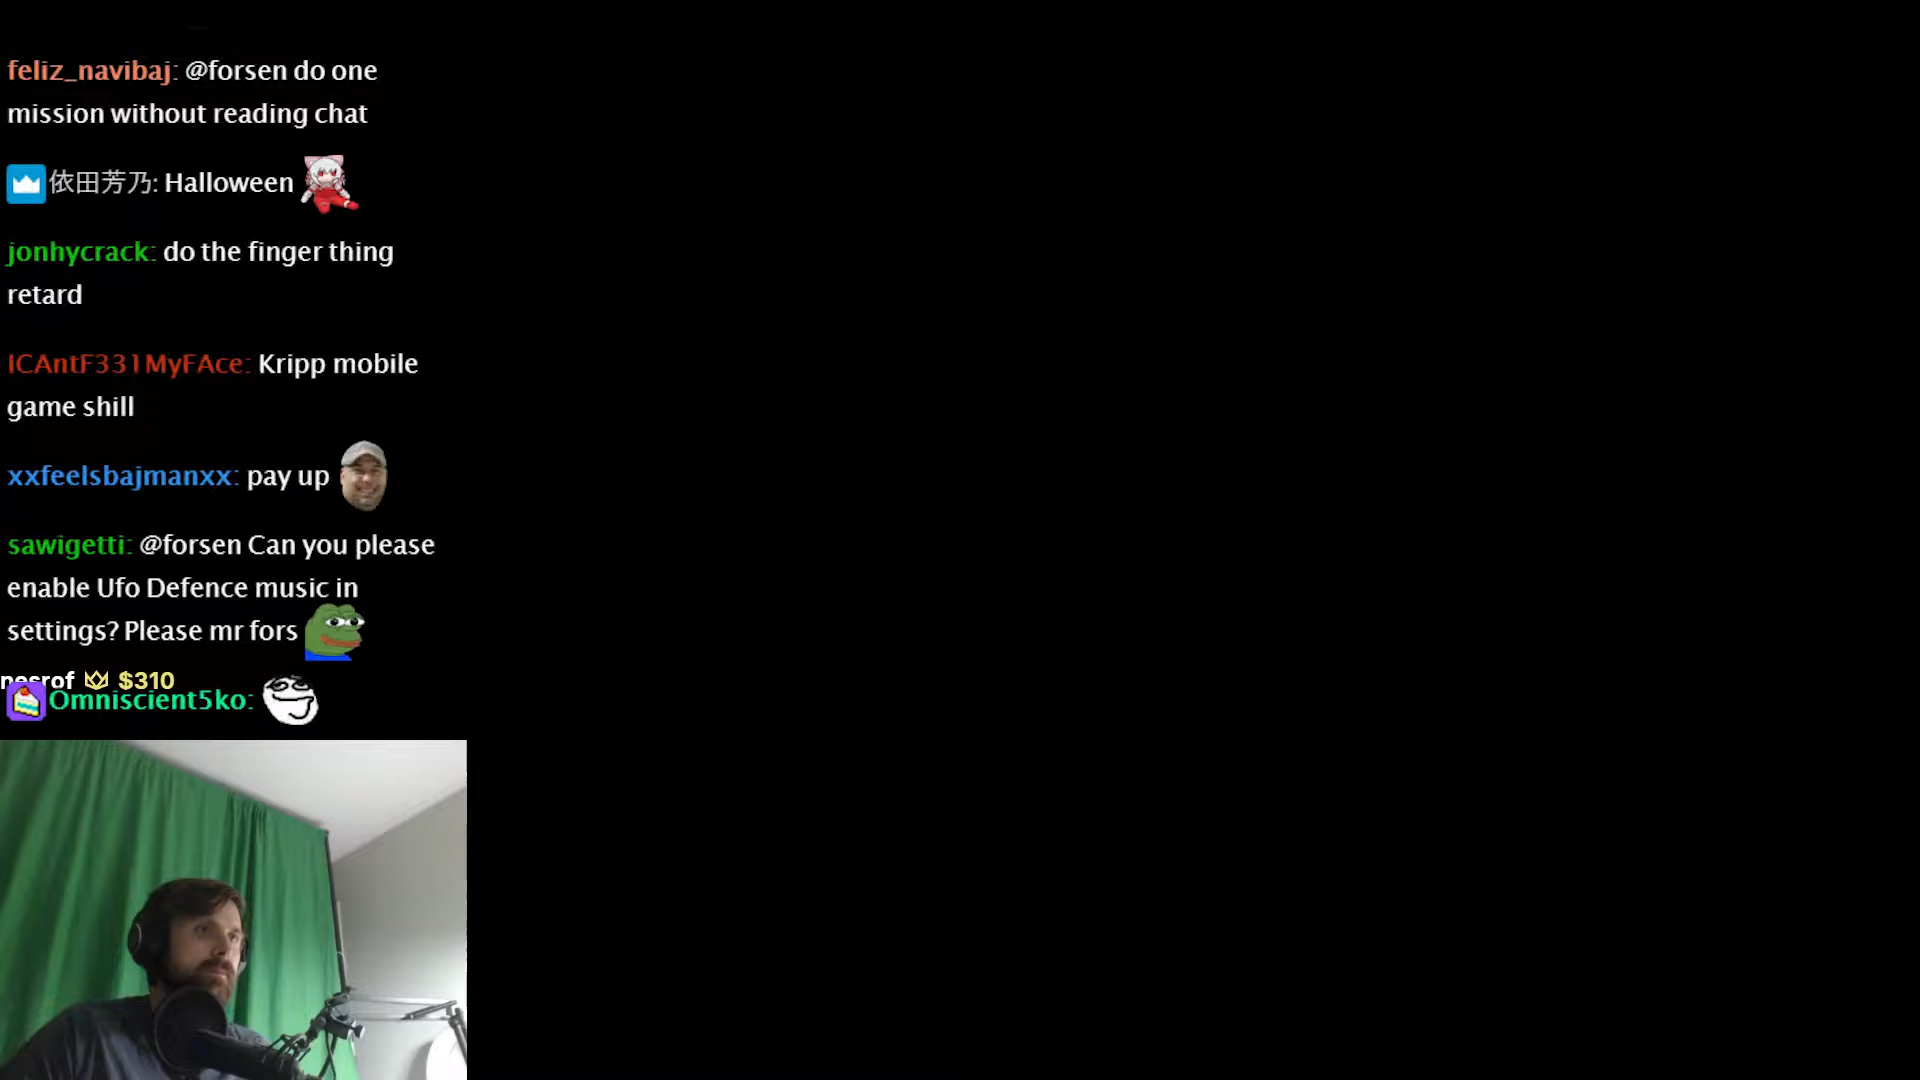 feliz_navibaj: @forsen do one
mission without reading chat
依田芳乃: Halloween
jonhycrack: do the finger thing
retard
ICAntF331MyFAce: Kripp mobile
game shill
xxfeelsbajmanxx: pay up
sawigetti: @forsen Can you please
enable Ufo Defence music in
settings? Please mr fors
nesrof $310
Omniscient5ko: